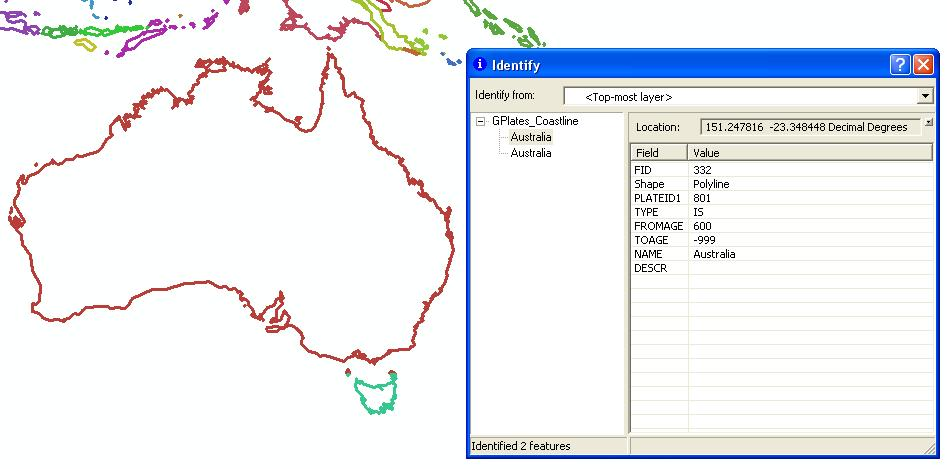 Identify
Identify from: <Top-most layer>
GPlates_Coastline
Australia
Australia
Location: 151.247816 -23.348448 Decimal Degrees
Field Value
FID 332
Shape Polyline
PLATEID1 801
TYPE IS
FROMAGE 600
TOAGE -999
NAME Australia
DESCR
Identified 2 features